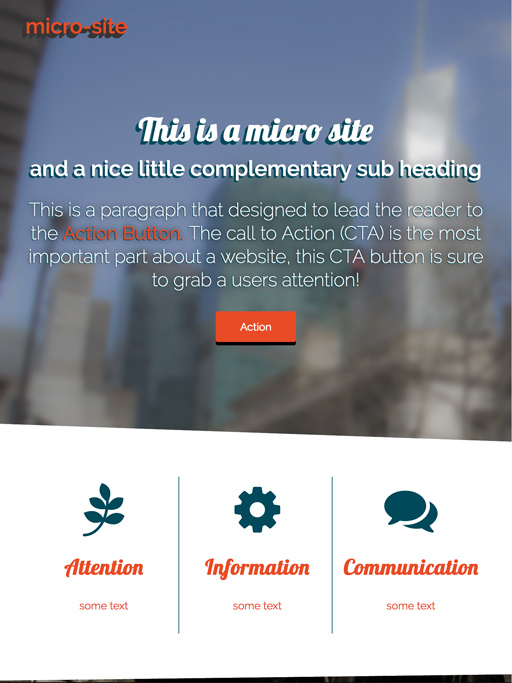 micro-site
This is a micro site
and a nice little complementary sub heading
This is a paragraph that designed to lead the reader to
the Action Button. The call to Action (CTA) is the most
important part about a website, this CTA button is sure
to grab a users attention!
Action
Attention
Information
Communication
some text
some text
some text